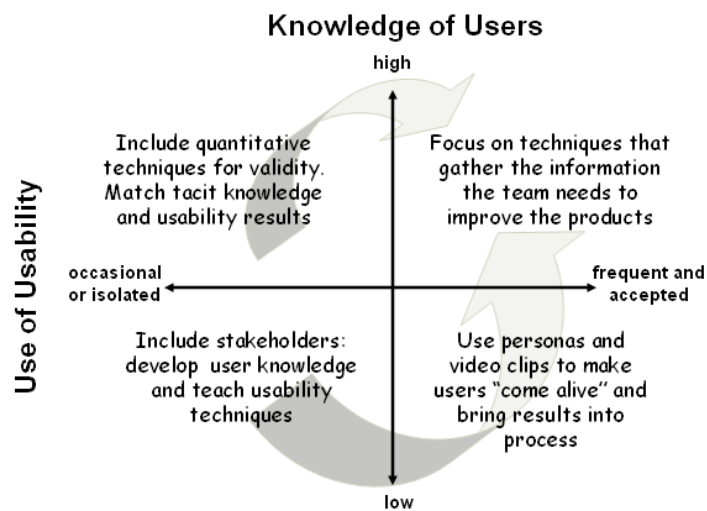 Knowledge of Users
high
Include quantitative
techniques for validity.
Match tacit knowledge
and usability results
Focus on techniques that
gather the information
the team needs to
improve the products
Use of Usability
occasional
or isolated
frequent and
accepted
Include stakeholders:
develop user knowledge
and teach usability
techniques
Use personas and
video clips to make
users “come alive” and
bring results into
process
low